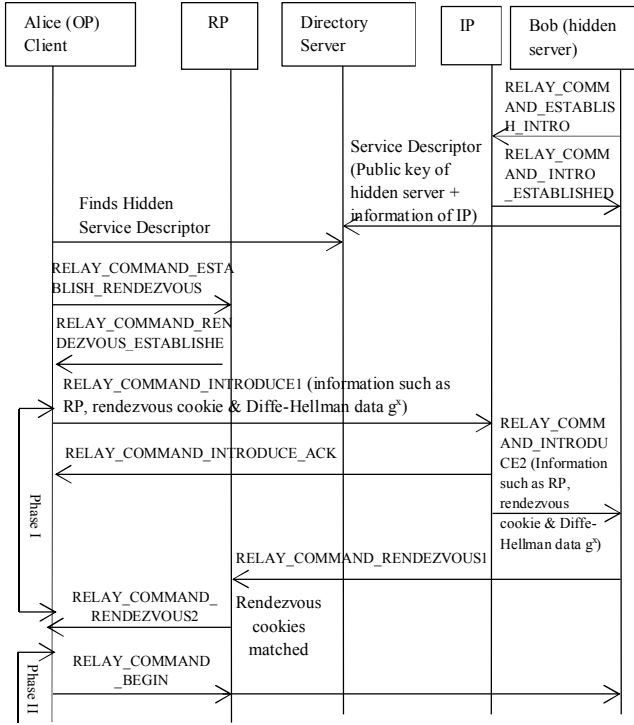 Alice (OP)
Client
RP
Directory
Server
IP
Bob (hidden
server)
RELAY_COMM
AND_ESTABLIS
H_INTRO
Service Descriptor
(Public key of
hidden server +
information of IP)
RELAY_COMM
AND_ INTRO
_ESTABLISHED
Finds Hidden
Service Descriptor
RELAY_COMMAND_ESTA
BLISH_RENDEZVOUS
RELAY_COMMAND_REN
DEZVOUS_ESTABLISHE
RELAY_COMMAND_INTRODUCE1 (information such as
RP, rendezvous cookie & Diffe-Hellman data gˣ)
RELAY_COMM
AND_INTRODU
CE2 (Information
such as RP,
rendezvous
cookie & Diffe-
Hellman data gˣ)
RELAY_COMMAND_INTRODUCE_ACK
Phase I
RELAY_COMMAND_RENDEZVOUS1
RELAY_COMMAND_
RENDEZVOUS2
Rendezvous
cookies
matched
RELAY_COMMAND
_BEGIN
Phase II